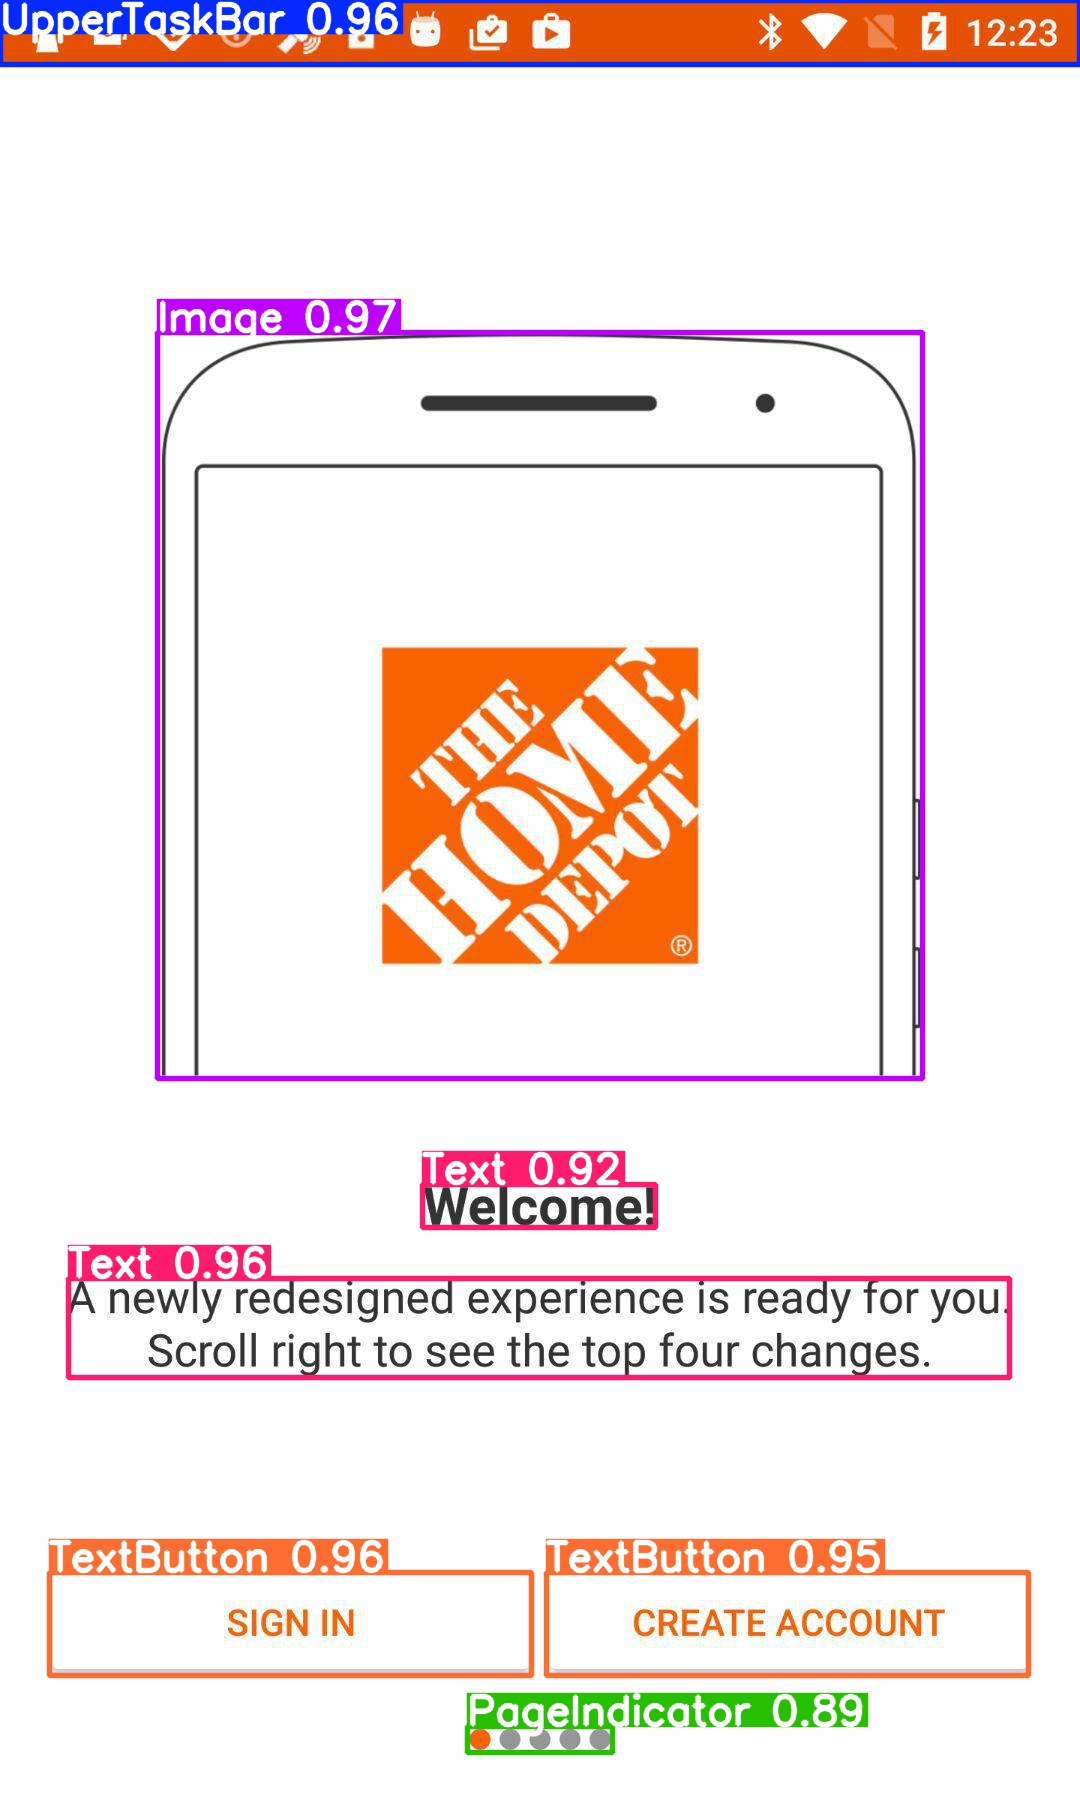 UpperTaskBar 0.96
12:23
Image 0.97
THE
HOME
DEPOT
®
Text 0.92
Welcome!
Text 0.96
A newly redesigned experience is ready for you.
Scroll right to see the top four changes.
TextButton 0.96
TextButton 0.95
SIGN IN
CREATE ACCOUNT
PageIndicator 0.89